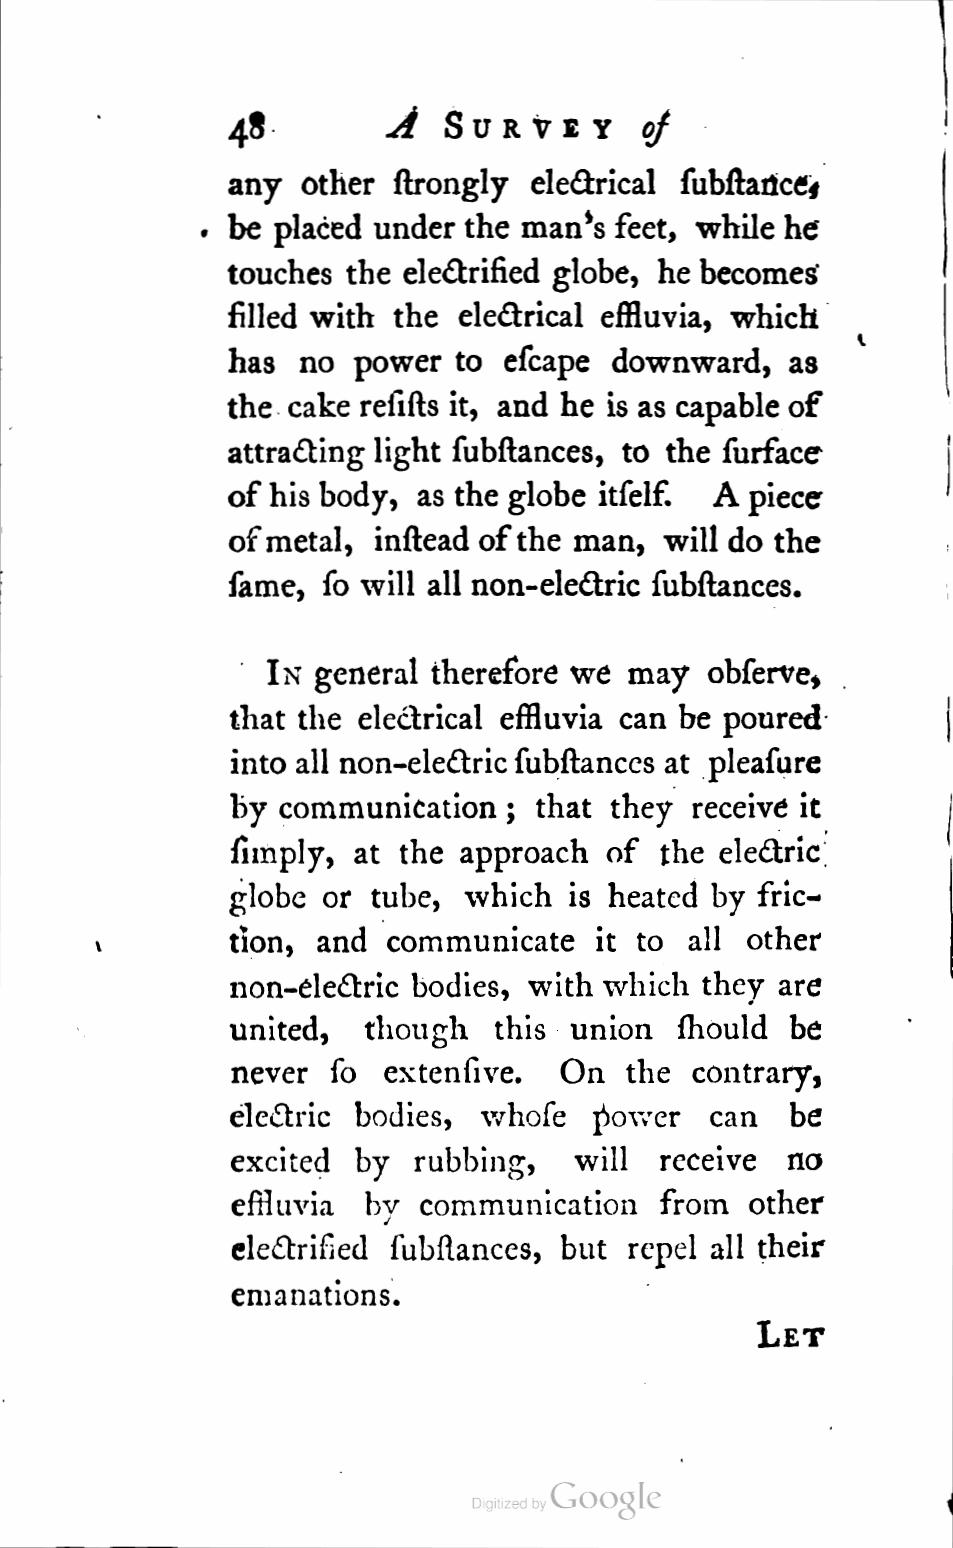 48 A SURVEY of
any other ſtrongly electrical ſubſtance,
be placed under the man's feet, while he
touches the electrified globe, he becomes
filled with the electrical effluvia, which
has no power to eſcape downward, as
the cake reſiſts it, and he is as capable of
attracting light ſubſtances, to the ſurface
of his body, as the globe itſelf. A piece
of metal, inſtead of the man, will do the
ſame, ſo will all non-electric ſubſtances.
IN general therefore we may obſerve,
that the electrical effluvia can be poured
into all non-electric ſubſtances at pleaſure
by communication; that they receive it
ſimply, at the approach of the electric
globe or tube, which is heated by fric-
tion, and communicate it to all other
non-electric bodies, with which they are
united, though this union ſhould be
never ſo extenſive. On the contrary,
electric bodies, whoſe power can be
excited by rubbing, will receive no
effluvia by communication from other
electrified ſubſtances, but repel all their
emanations.
LET
Digitized by Google